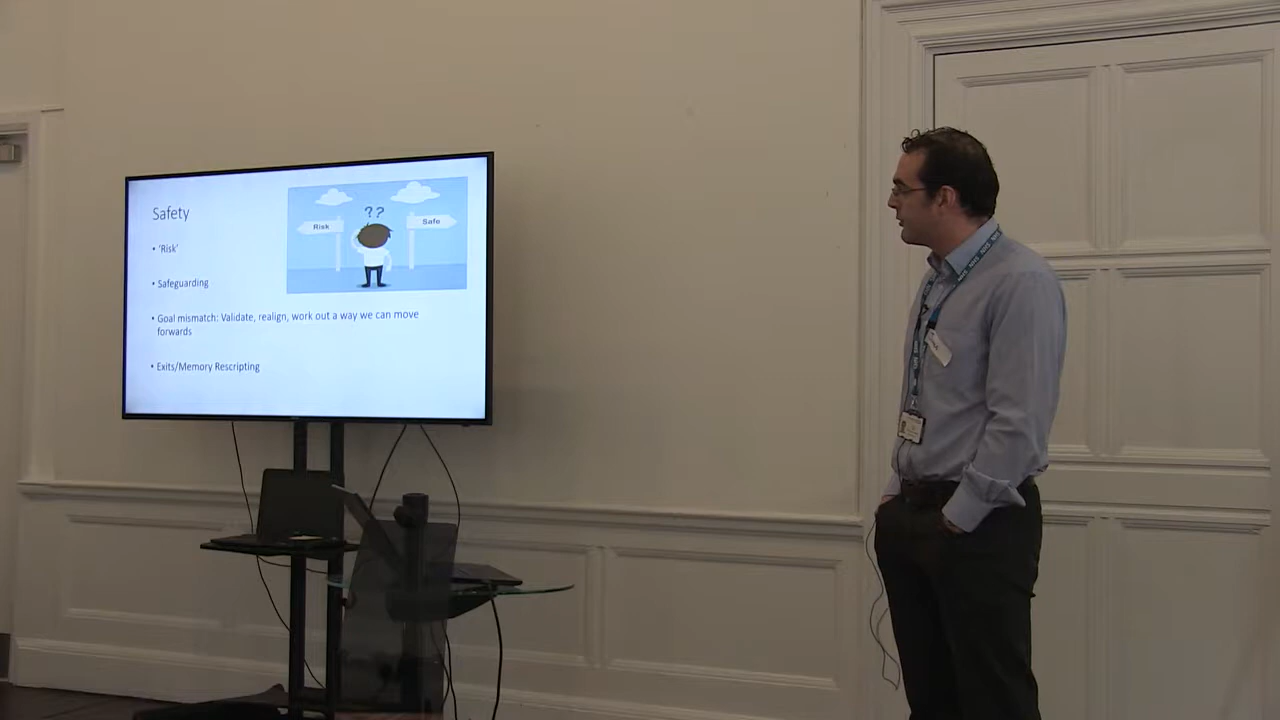 Safety
• 'Risk'
• Safeguarding
• Goal mismatch: Validate, realign, work out a way we can move
forwards
• Exits/Memory Rescripting
??
Risk
Safe